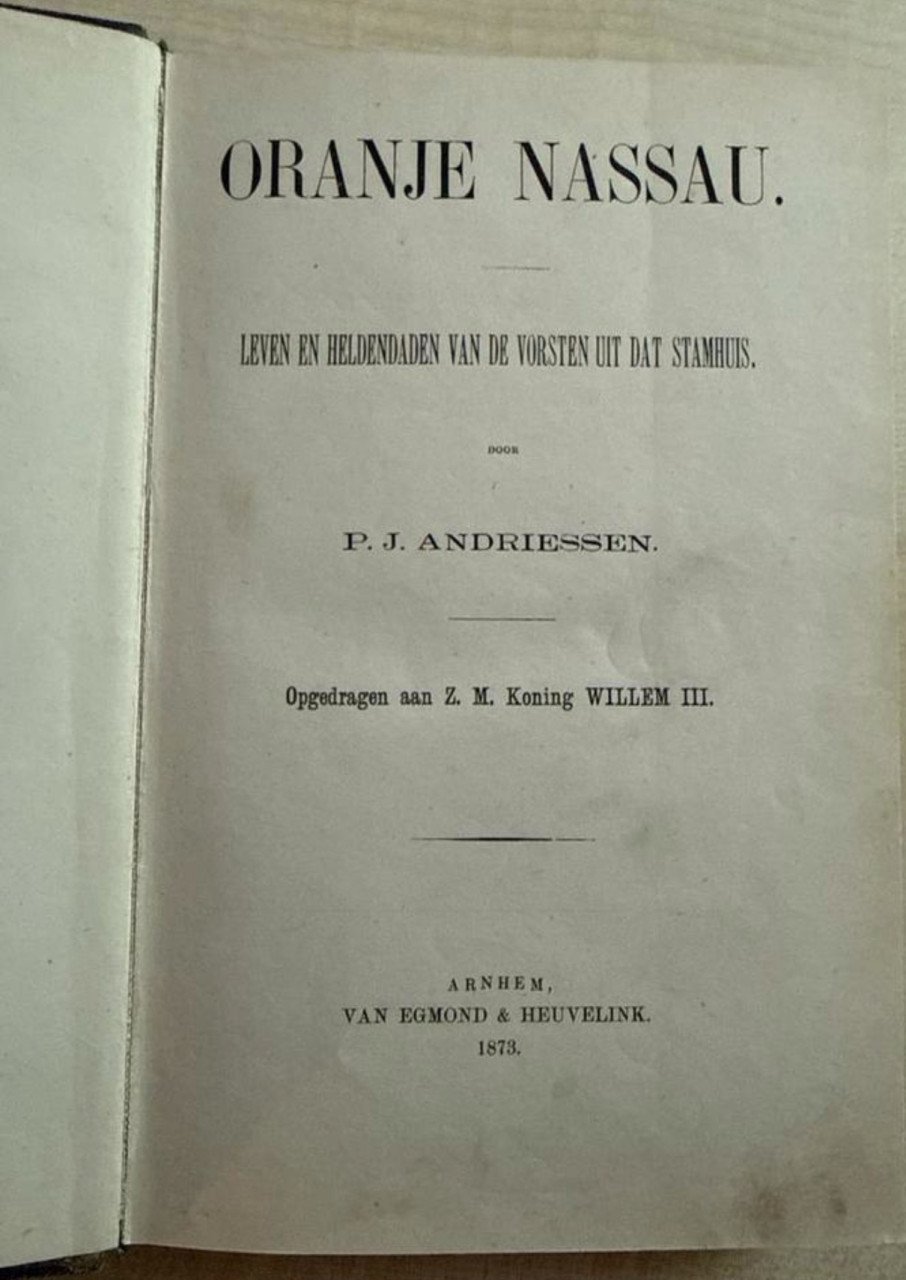 ORANJE NASSAU.
LEVEN EN HELDENDADEN VAN DE VORSTEN UIT DAT STAMHUIS.
DOOR
P. J. ANDRIESSEN.
Opgedragen aan Z. M. Koning WILLEM III.
ARNHEM,
VAN EGMOND & HEUVELINK.
1873.